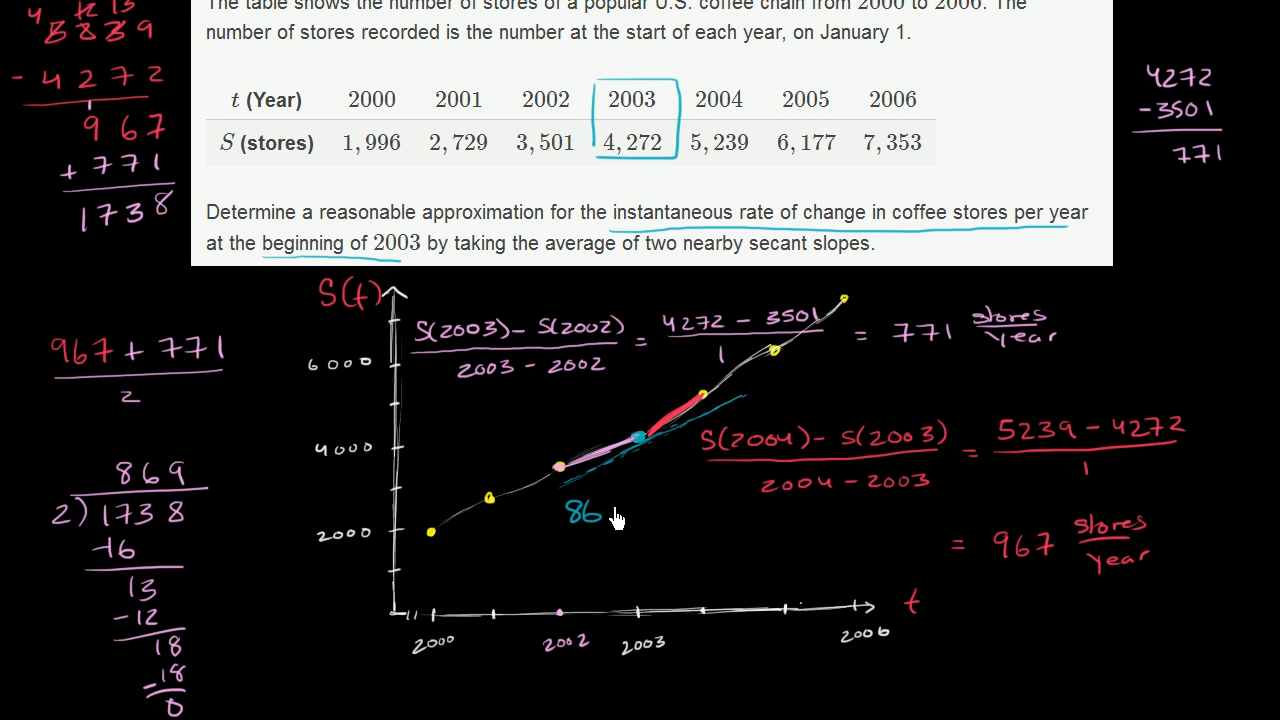 The table shows the number of stores of a popular U.S. coffee chain from 2000 to 2006. The
number of stores recorded is the number at the start of each year, on January 1.
t (Year) 2000 2001 2002 2003 2004 2005 2006
S (stores) 1,996 2,729 3,501 4,272 5,239 6,177 7,353
Determine a reasonable approximation for the instantaneous rate of change in coffee stores per year
at the beginning of 2003 by taking the average of two nearby secant slopes.
4 12 13
5239
- 4272
967
+ 771
1738
4272
- 3501
771
967 + 771
2
869
2) 1738
-16
13
-12
18
-18
0
S(t)
6000
4000
2000
S(2003) - S(2002)
2003 - 2002
=
4272 - 3501
1
= 771 stores
year
S(2004) - S(2003)
2004 - 2003
=
5239 - 4272
1
= 967 stores
year
86
2000
2002
2003
2006
t